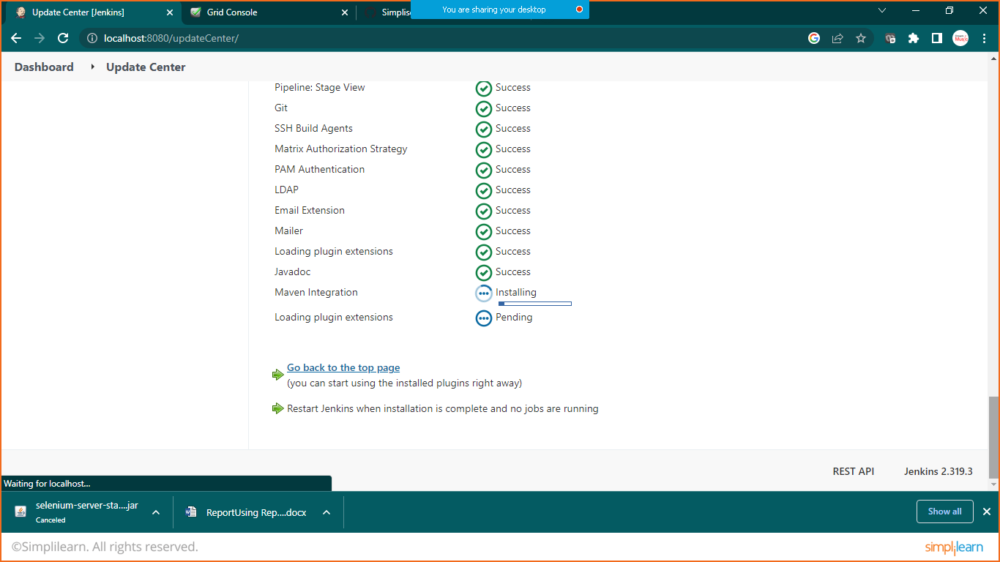 Update Center [Jenkins]
Grid Console
Simplis
You are sharing your desktop
localhost:8080/updateCenter/
Dashboard
Update Center
Pipeline: Stage View Success
Git Success
SSH Build Agents Success
Matrix Authorization Strategy Success
PAM Authentication Success
LDAP Success
Email Extension Success
Mailer Success
Loading plugin extensions Success
Javadoc Success
Maven Integration Installing
Loading plugin extensions Pending
Go back to the top page
(you can start using the installed plugins right away)
Restart Jenkins when installation is complete and no jobs are running
REST API Jenkins 2.319.3
Waiting for localhost...
selenium-server-sta....jar
Canceled
ReportUsing Rep....docx
Show all
©Simplilearn. All rights reserved.
simplilearn